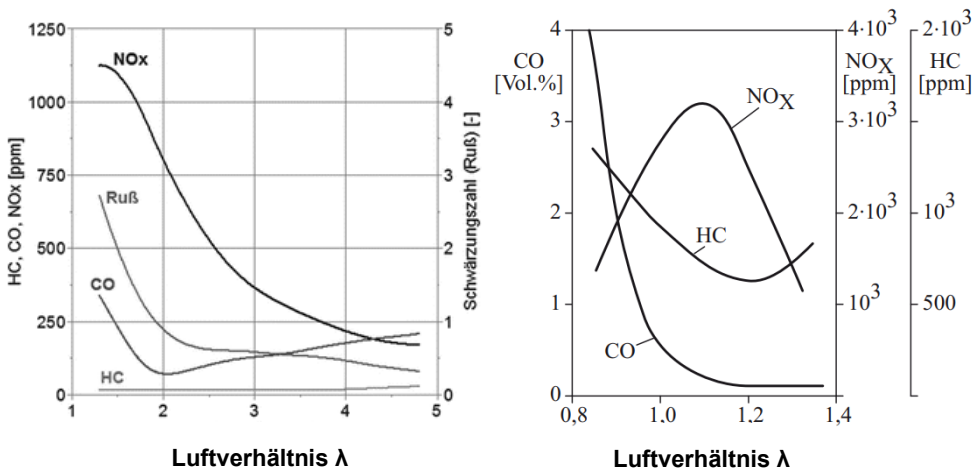 1250
1000
750
500
250
0
HC, CO, NOx [ppm]
NOx
Ruß
CO
HC
5
4
3
2
1
0
Schwärzungszahl (Ruß) [-]
1 2 3 4 5
Luftverhältnis λ
4
CO
[Vol.%]
3
2
1
0
NOX
HC
CO
4·10³
NOX
[ppm]
3·10³
2·10³
10³
2·10³
HC
[ppm]
10³
500
0,8 1,0 1,2 1,4
Luftverhältnis λ